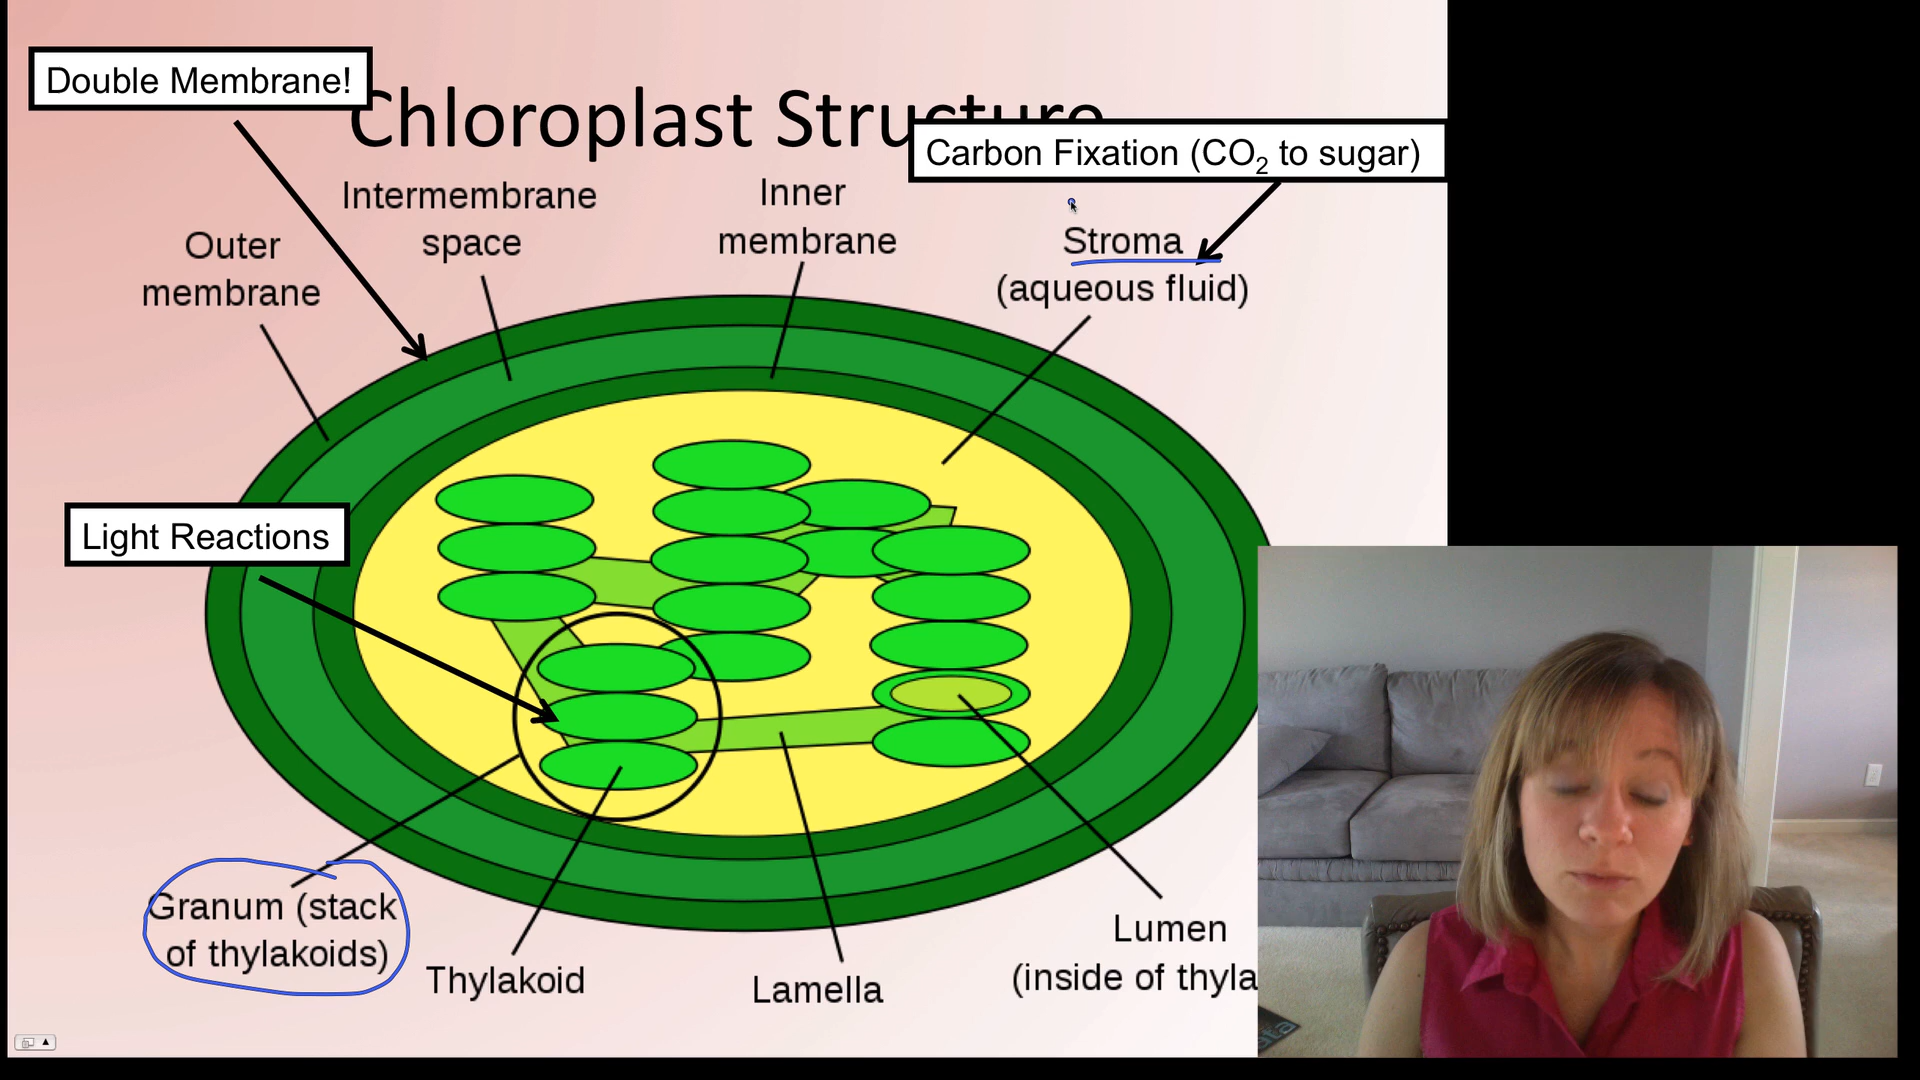 Double Membrane!
Chloroplast Structure
Carbon Fixation (CO₂ to sugar)
Intermembrane
space
Inner
membrane
Outer
membrane
Stroma
(aqueous fluid)
Light Reactions
Granum (stack
of thylakoids)
Thylakoid
Lamella
Lumen
(inside of thyla